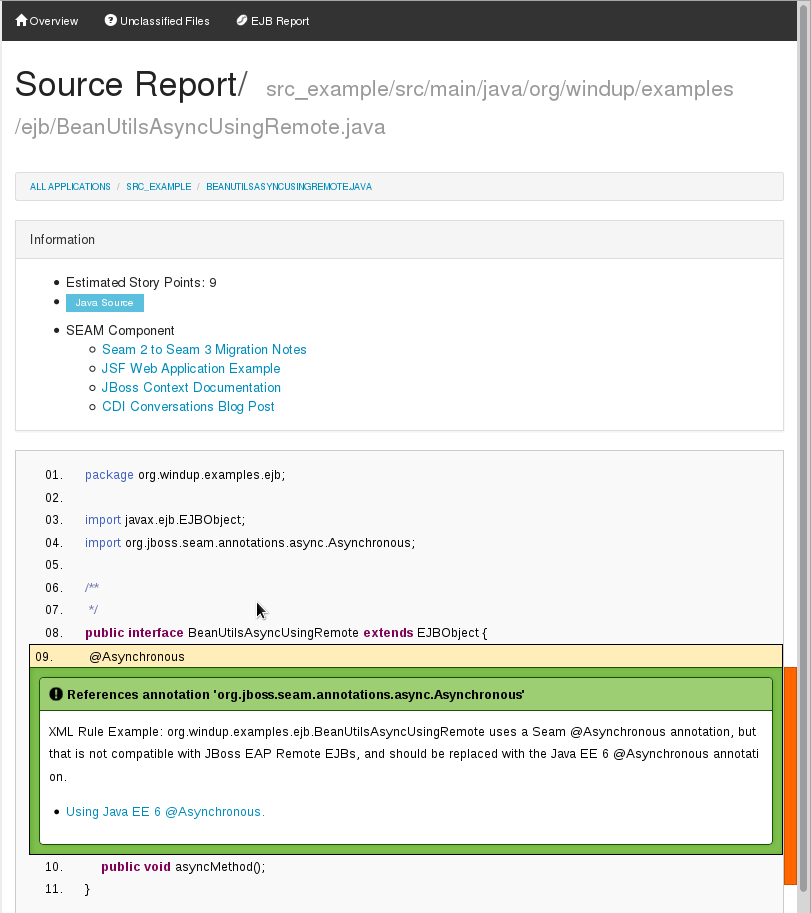 Overview Unclassified Files EJB Report
Source Report/ src_example/src/main/java/org/windup/examples
/ejb/BeanUtilsAsyncUsingRemote.java
ALL APPLICATIONS / SRC_EXAMPLE / BEANUTILSASYNCUSINGREMOTE.JAVA
Information
Estimated Story Points: 9
Java Source
SEAM Component
Seam 2 to Seam 3 Migration Notes
JSF Web Application Example
JBoss Context Documentation
CDI Conversations Blog Post
01. package org.windup.examples.ejb;
02.
03. import javax.ejb.EJBObject;
04. import org.jboss.seam.annotations.async.Asynchronous;
05.
06. /**
07. */
08. public interface BeanUtilsAsyncUsingRemote extends EJBObject {
09. @Asynchronous
References annotation 'org.jboss.seam.annotations.async.Asynchronous'
XML Rule Example: org.windup.examples.ejb.BeanUtilsAsyncUsingRemote uses a Seam @Asynchronous annotation, but
that is not compatible with JBoss EAP Remote EJBs, and should be replaced with the Java EE 6 @Asynchronous annotati
on.
Using Java EE 6 @Asynchronous.
10. public void asyncMethod();
11. }